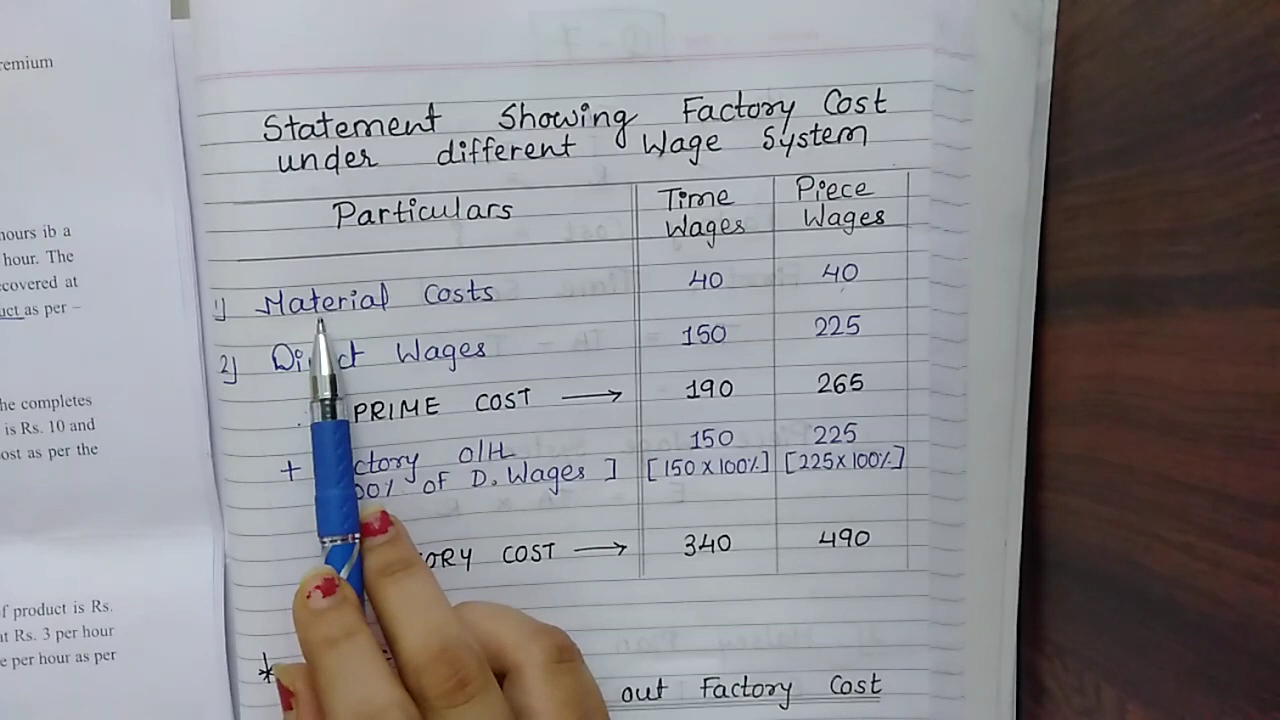 remium
hours ib a
hour. The
ecovered at
uct as per –
he completes
is Rs. 10 and
ost as per the
f product is Rs.
at Rs. 3 per hour
e per hour as per
Statement Showing Factory Cost
under different Wage System
Particulars Time Wages Piece Wages
1) Material Costs 40 40
2) Di ct Wages 150 225
PRIME COST → 190 265
+ ctory O/H 150 225
00% OF D. Wages ] [150 X 100%] [225 X 100%]
ORY COST → 340 490
*
out Factory Cost